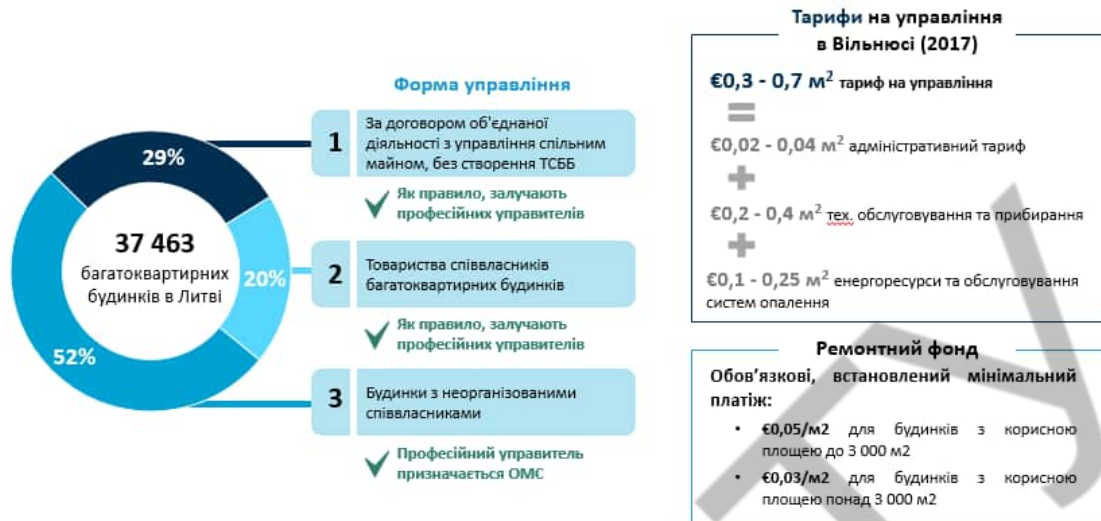 Форма управління
29%
20%
52%
37 463
багатоквартирних
будинків в Литві
1
За договором об'єднаної
діяльності з управління спільним
майном, без створення ТСББ
Як правило, залучають
професійних управителів
2
Товариства співвласників
багатоквартирних будинків
Як правило, залучають
професійних управителів
3
Будинки з неорганізованими
співвласниками
Професійний управитель
призначається ОМС
Тарифи на управління
в Вільнюсі (2017)
€0,3 - 0,7 м² тариф на управління
=
€0,02 - 0,04 м² адміністративний тариф
+
€0,2 - 0,4 м² тех. обслуговування та прибирання
+
€0,1 - 0,25 м² енергоресурси та обслуговування
систем опалення
Ремонтний фонд
Обов’язкові, встановлений мінімальний
платіж:
• €0,05/м2 для будинків з корисною
площею до 3 000 м2
• €0,03/м2 для будинків з корисною
площею понад 3 000 м2